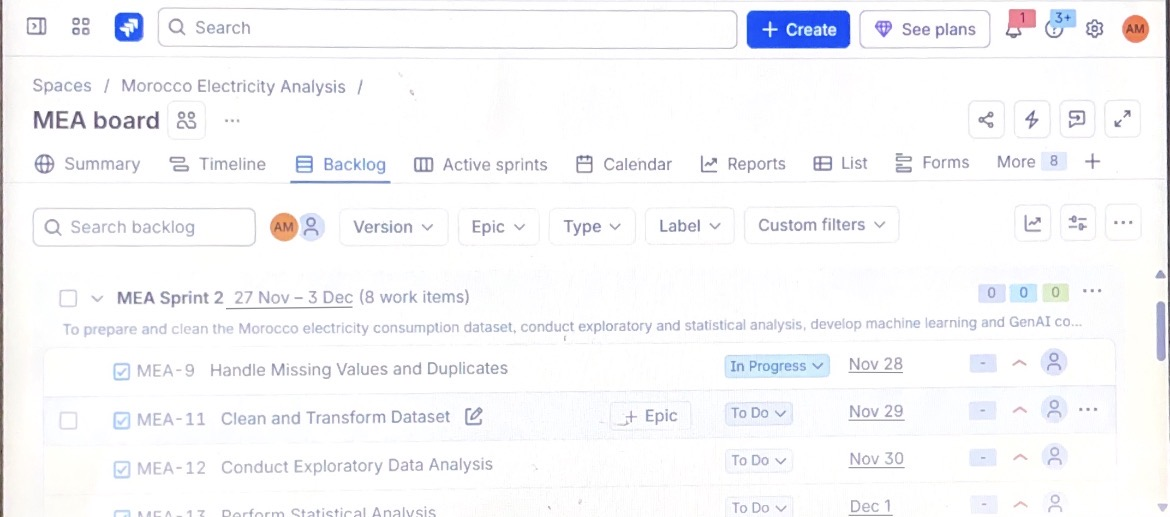 Search + Create See plans 1 3+ AM
Spaces / Morocco Electricity Analysis /
MEA board ...
Summary Timeline Backlog Active sprints Calendar Reports List Forms More 8 +
Search backlog AM Version Epic Type Label Custom filters ...
MEA Sprint 2 27 Nov – 3 Dec (8 work items) 0 0 0 ...
To prepare and clean the Morocco electricity consumption dataset, conduct exploratory and statistical analysis, develop machine learning and GenAI co...
MEA-9 Handle Missing Values and Duplicates In Progress Nov 28 -
MEA-11 Clean and Transform Dataset + Epic To Do Nov 29 - ...
MEA-12 Conduct Exploratory Data Analysis To Do Nov 30 -
MEA-13 Perform Statistical Analysis To Do Dec 1 -